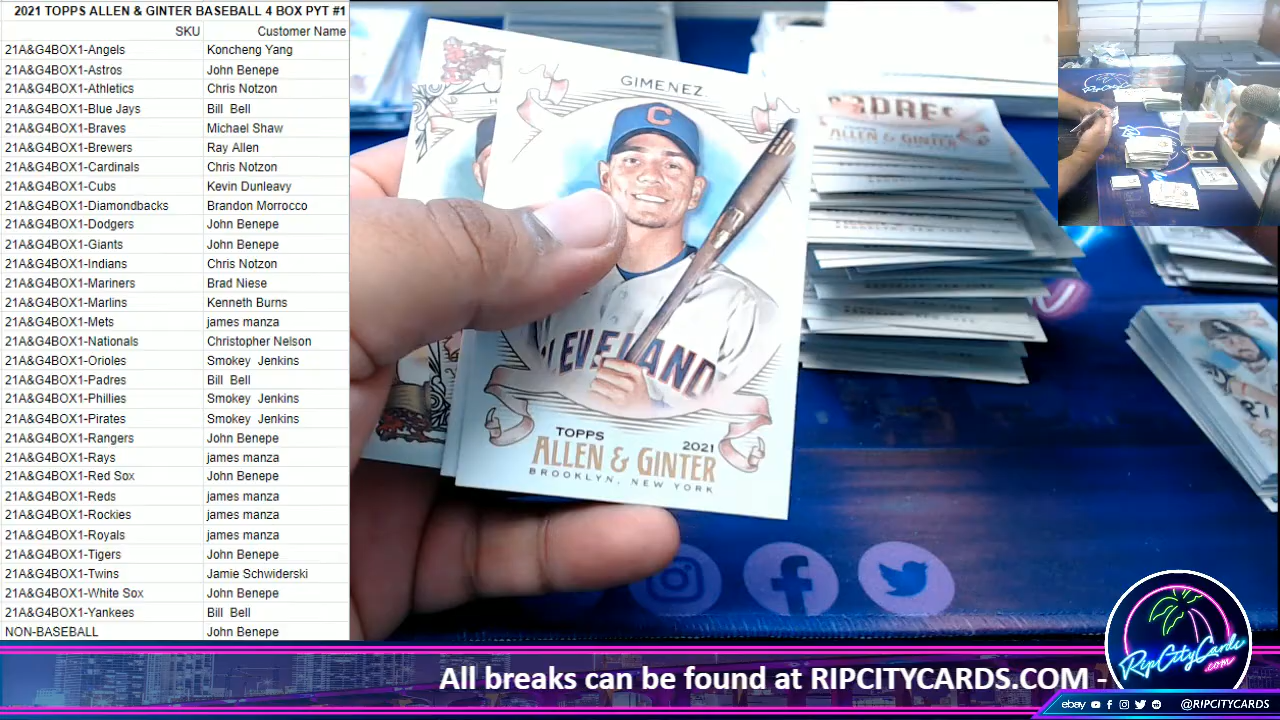 2021 TOPPS ALLEN & GINTER BASEBALL 4 BOX PYT #1
SKU Customer Name
21A&G4BOX1-Angels Koncheng Yang
21A&G4BOX1-Astros John Benepe
21A&G4BOX1-Athletics Chris Notzon
21A&G4BOX1-Blue Jays Bill Bell
21A&G4BOX1-Braves Michael Shaw
21A&G4BOX1-Brewers Ray Allen
21A&G4BOX1-Cardinals Chris Notzon
21A&G4BOX1-Cubs Kevin Dunleavy
21A&G4BOX1-Diamondbacks Brandon Morrocco
21A&G4BOX1-Dodgers John Benepe
21A&G4BOX1-Giants John Benepe
21A&G4BOX1-Indians Chris Notzon
21A&G4BOX1-Mariners Brad Niese
21A&G4BOX1-Marlins Kenneth Burns
21A&G4BOX1-Mets james manza
21A&G4BOX1-Nationals Christopher Nelson
21A&G4BOX1-Orioles Smokey Jenkins
21A&G4BOX1-Padres Bill Bell
21A&G4BOX1-Phillies Smokey Jenkins
21A&G4BOX1-Pirates Smokey Jenkins
21A&G4BOX1-Rangers John Benepe
21A&G4BOX1-Rays james manza
21A&G4BOX1-Red Sox John Benepe
21A&G4BOX1-Reds james manza
21A&G4BOX1-Rockies james manza
21A&G4BOX1-Royals james manza
21A&G4BOX1-Tigers John Benepe
21A&G4BOX1-Twins Jamie Schwiderski
21A&G4BOX1-White Sox John Benepe
21A&G4BOX1-Yankees Bill Bell
NON-BASEBALL John Benepe
GIMENEZ
C
CLEVELAND
TOPPS 2021
ALLEN & GINTER
BROOKLYN, NEW YORK
PADRES
ALLEN & GINTER
All breaks can be found at RIPCITYCARDS.COM -
RipCityCards
.com
ebay @RIPCITYCARDS